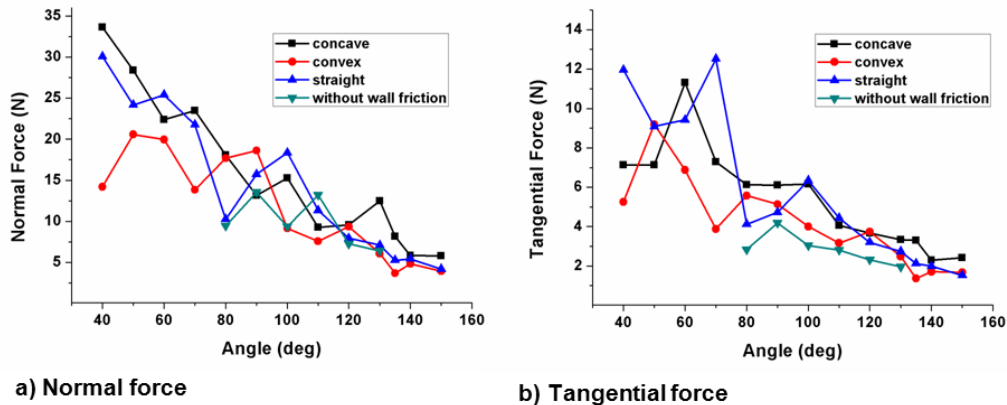 35
30
25
20
15
10
5
Normal Force (N)
concave
convex
straight
without wall friction
40 60 80 100 120 140 160
Angle (deg)
a) Normal force
14
12
10
8
6
4
2
Tangential Force (N)
concave
convex
straight
without wall friction
40 60 80 100 120 140 160
Angle (deg)
b) Tangential force